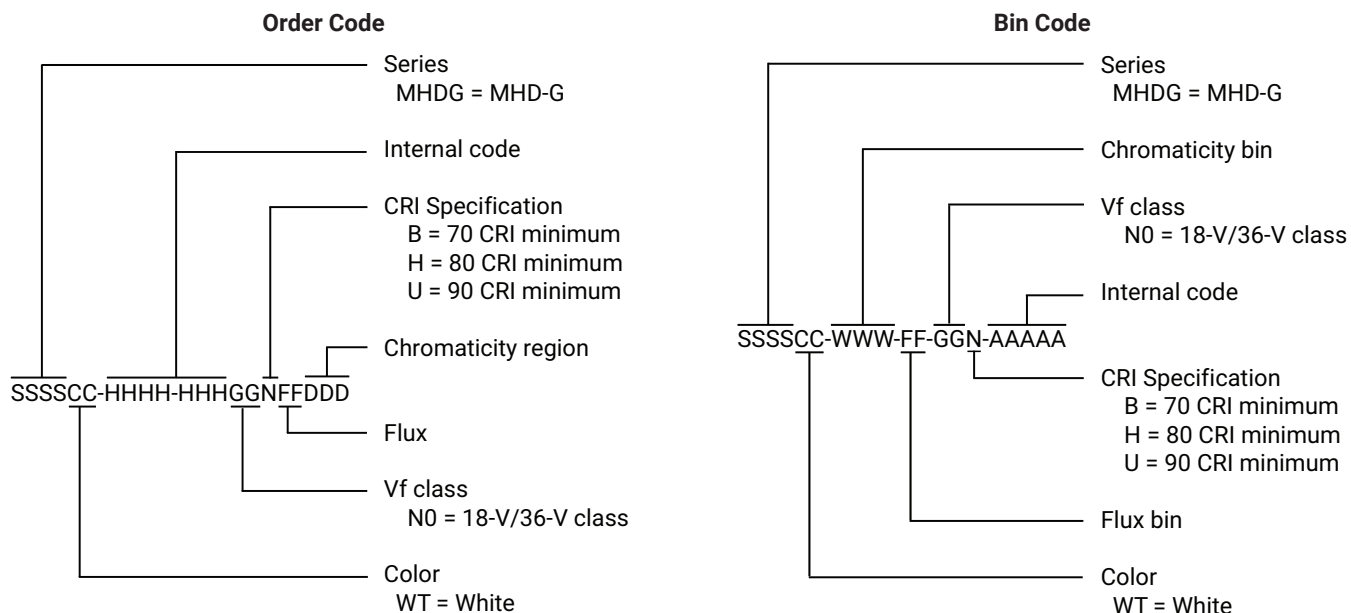 Order Code
Series
MHDG = MHD-G
Internal code
CRI Specification
B = 70 CRI minimum
H = 80 CRI minimum
U = 90 CRI minimum
Chromaticity region
SSSSCC-HHHH-HHHGGNFFDDD
Flux
Vf class
N0 = 18-V/36-V class
Color
WT = White
Bin Code
Series
MHDG = MHD-G
Chromaticity bin
Vf class
N0 = 18-V/36-V class
Internal code
SSSSCC-WWW-FF-GGN-AAAAA
CRI Specification
B = 70 CRI minimum
H = 80 CRI minimum
U = 90 CRI minimum
Flux bin
Color
WT = White